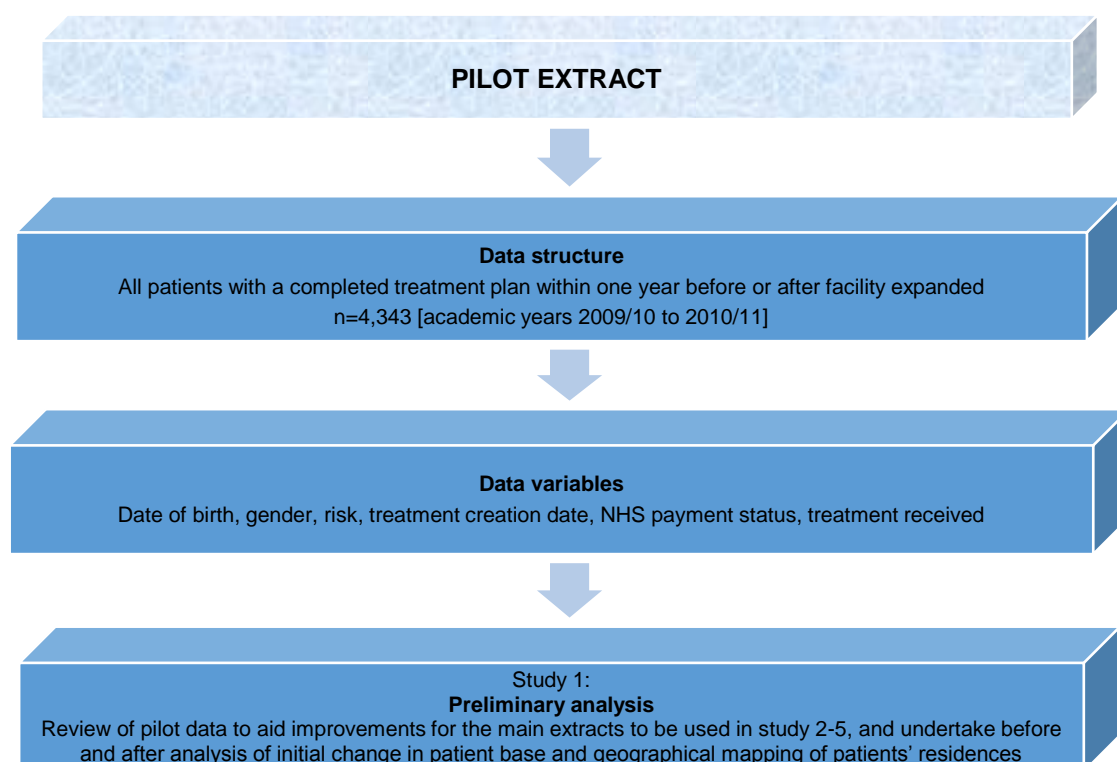 PILOT EXTRACT
Data structure
All patients with a completed treatment plan within one year before or after facility expanded
n=4,343 [academic years 2009/10 to 2010/11]
Data variables
Date of birth, gender, risk, treatment creation date, NHS payment status, treatment received
Study 1:
Preliminary analysis
Review of pilot data to aid improvements for the main extracts to be used in study 2-5, and undertake before
and after analysis of initial change in patient base and geographical mapping of patients' residences